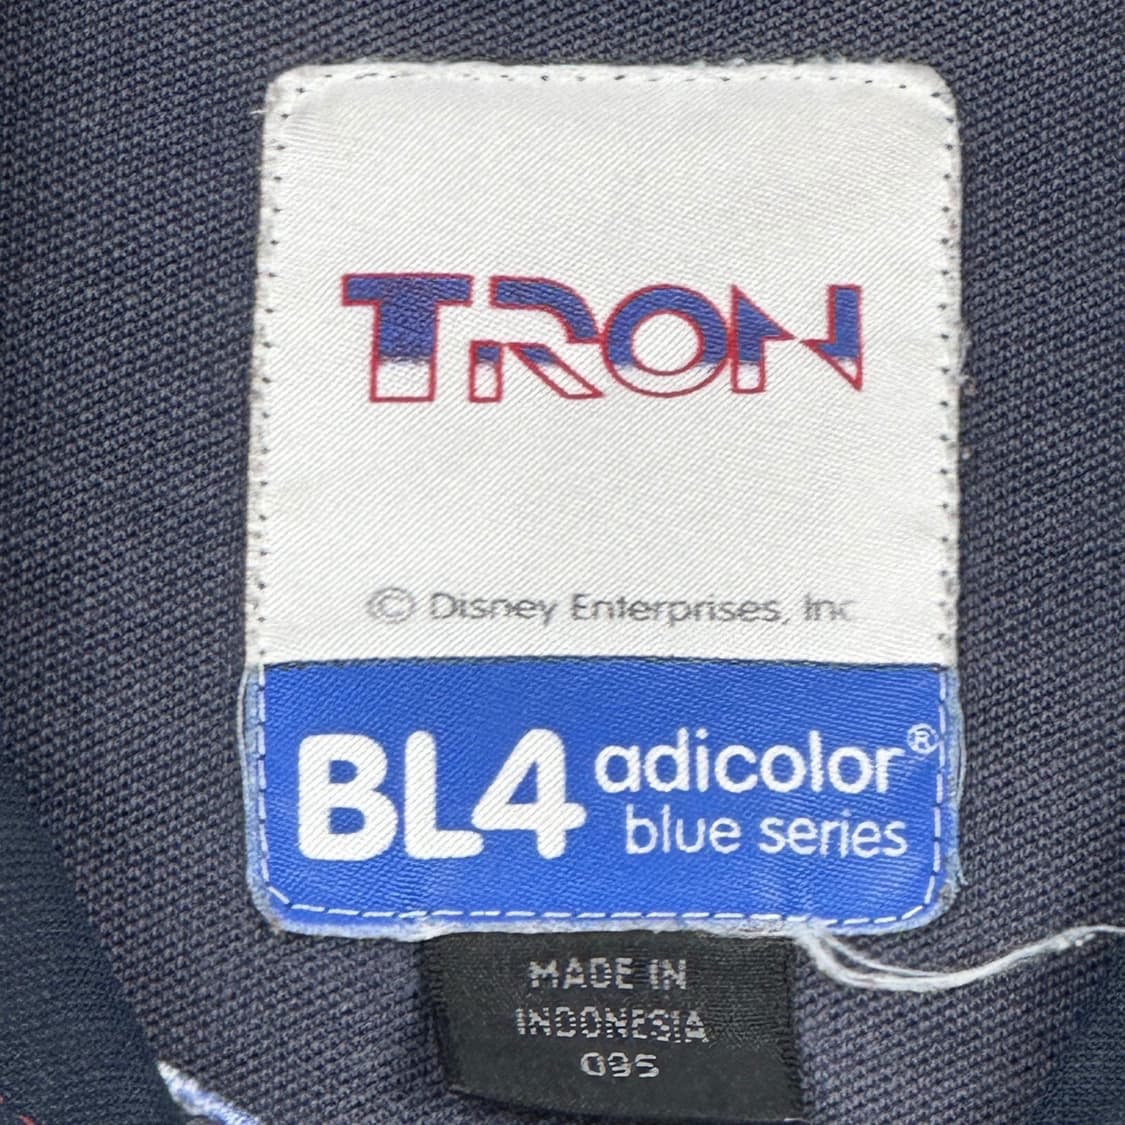 TRON
© Disney Enterprises, Inc
BL4 adicolor®
blue series
MADE IN
INDONESIA
095